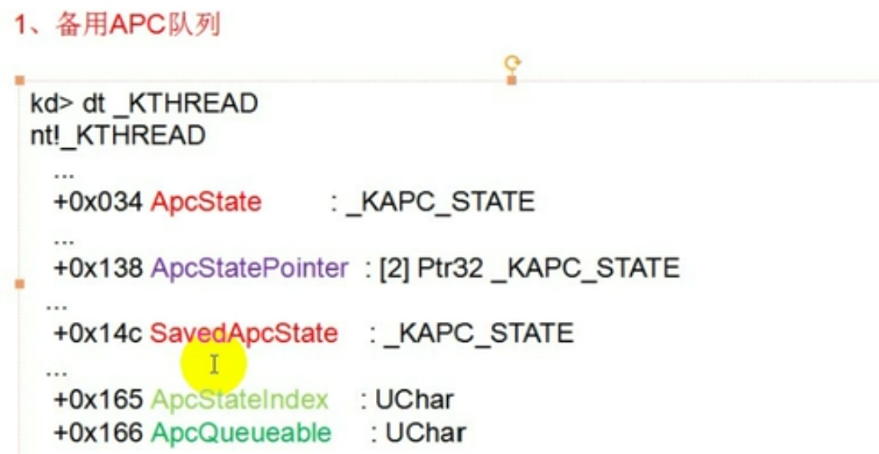 1、备用APC队列
kd> dt _KTHREAD
nt!_KTHREAD
...
+0x034 ApcState : _KAPC_STATE
...
+0x138 ApcStatePointer : [2] Ptr32 _KAPC_STATE
...
+0x14c SavedApcState : _KAPC_STATE
...
+0x165 ApcStateIndex : UChar
+0x166 ApcQueueable : UChar